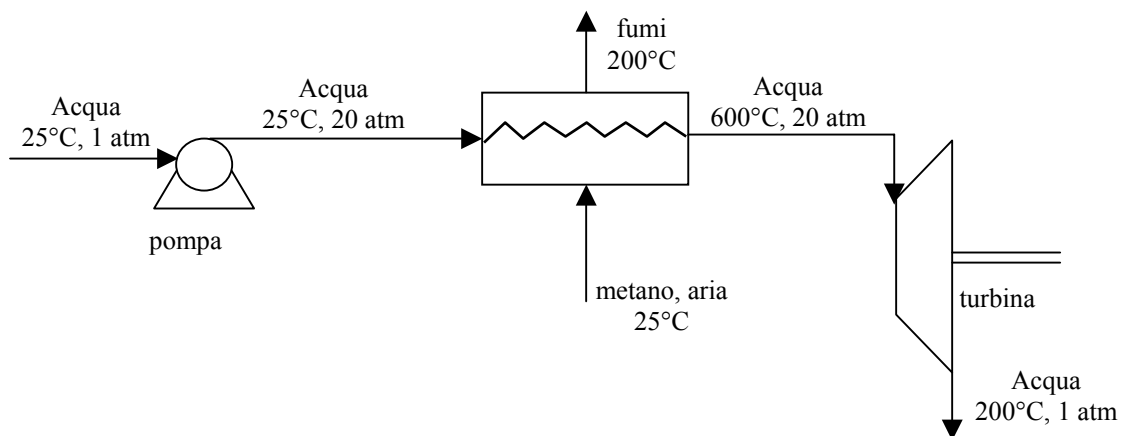 fumi
200°C
Acqua
25°C, 1 atm
Acqua
25°C, 20 atm
Acqua
600°C, 20 atm
pompa
metano, aria
25°C
turbina
Acqua
200°C, 1 atm